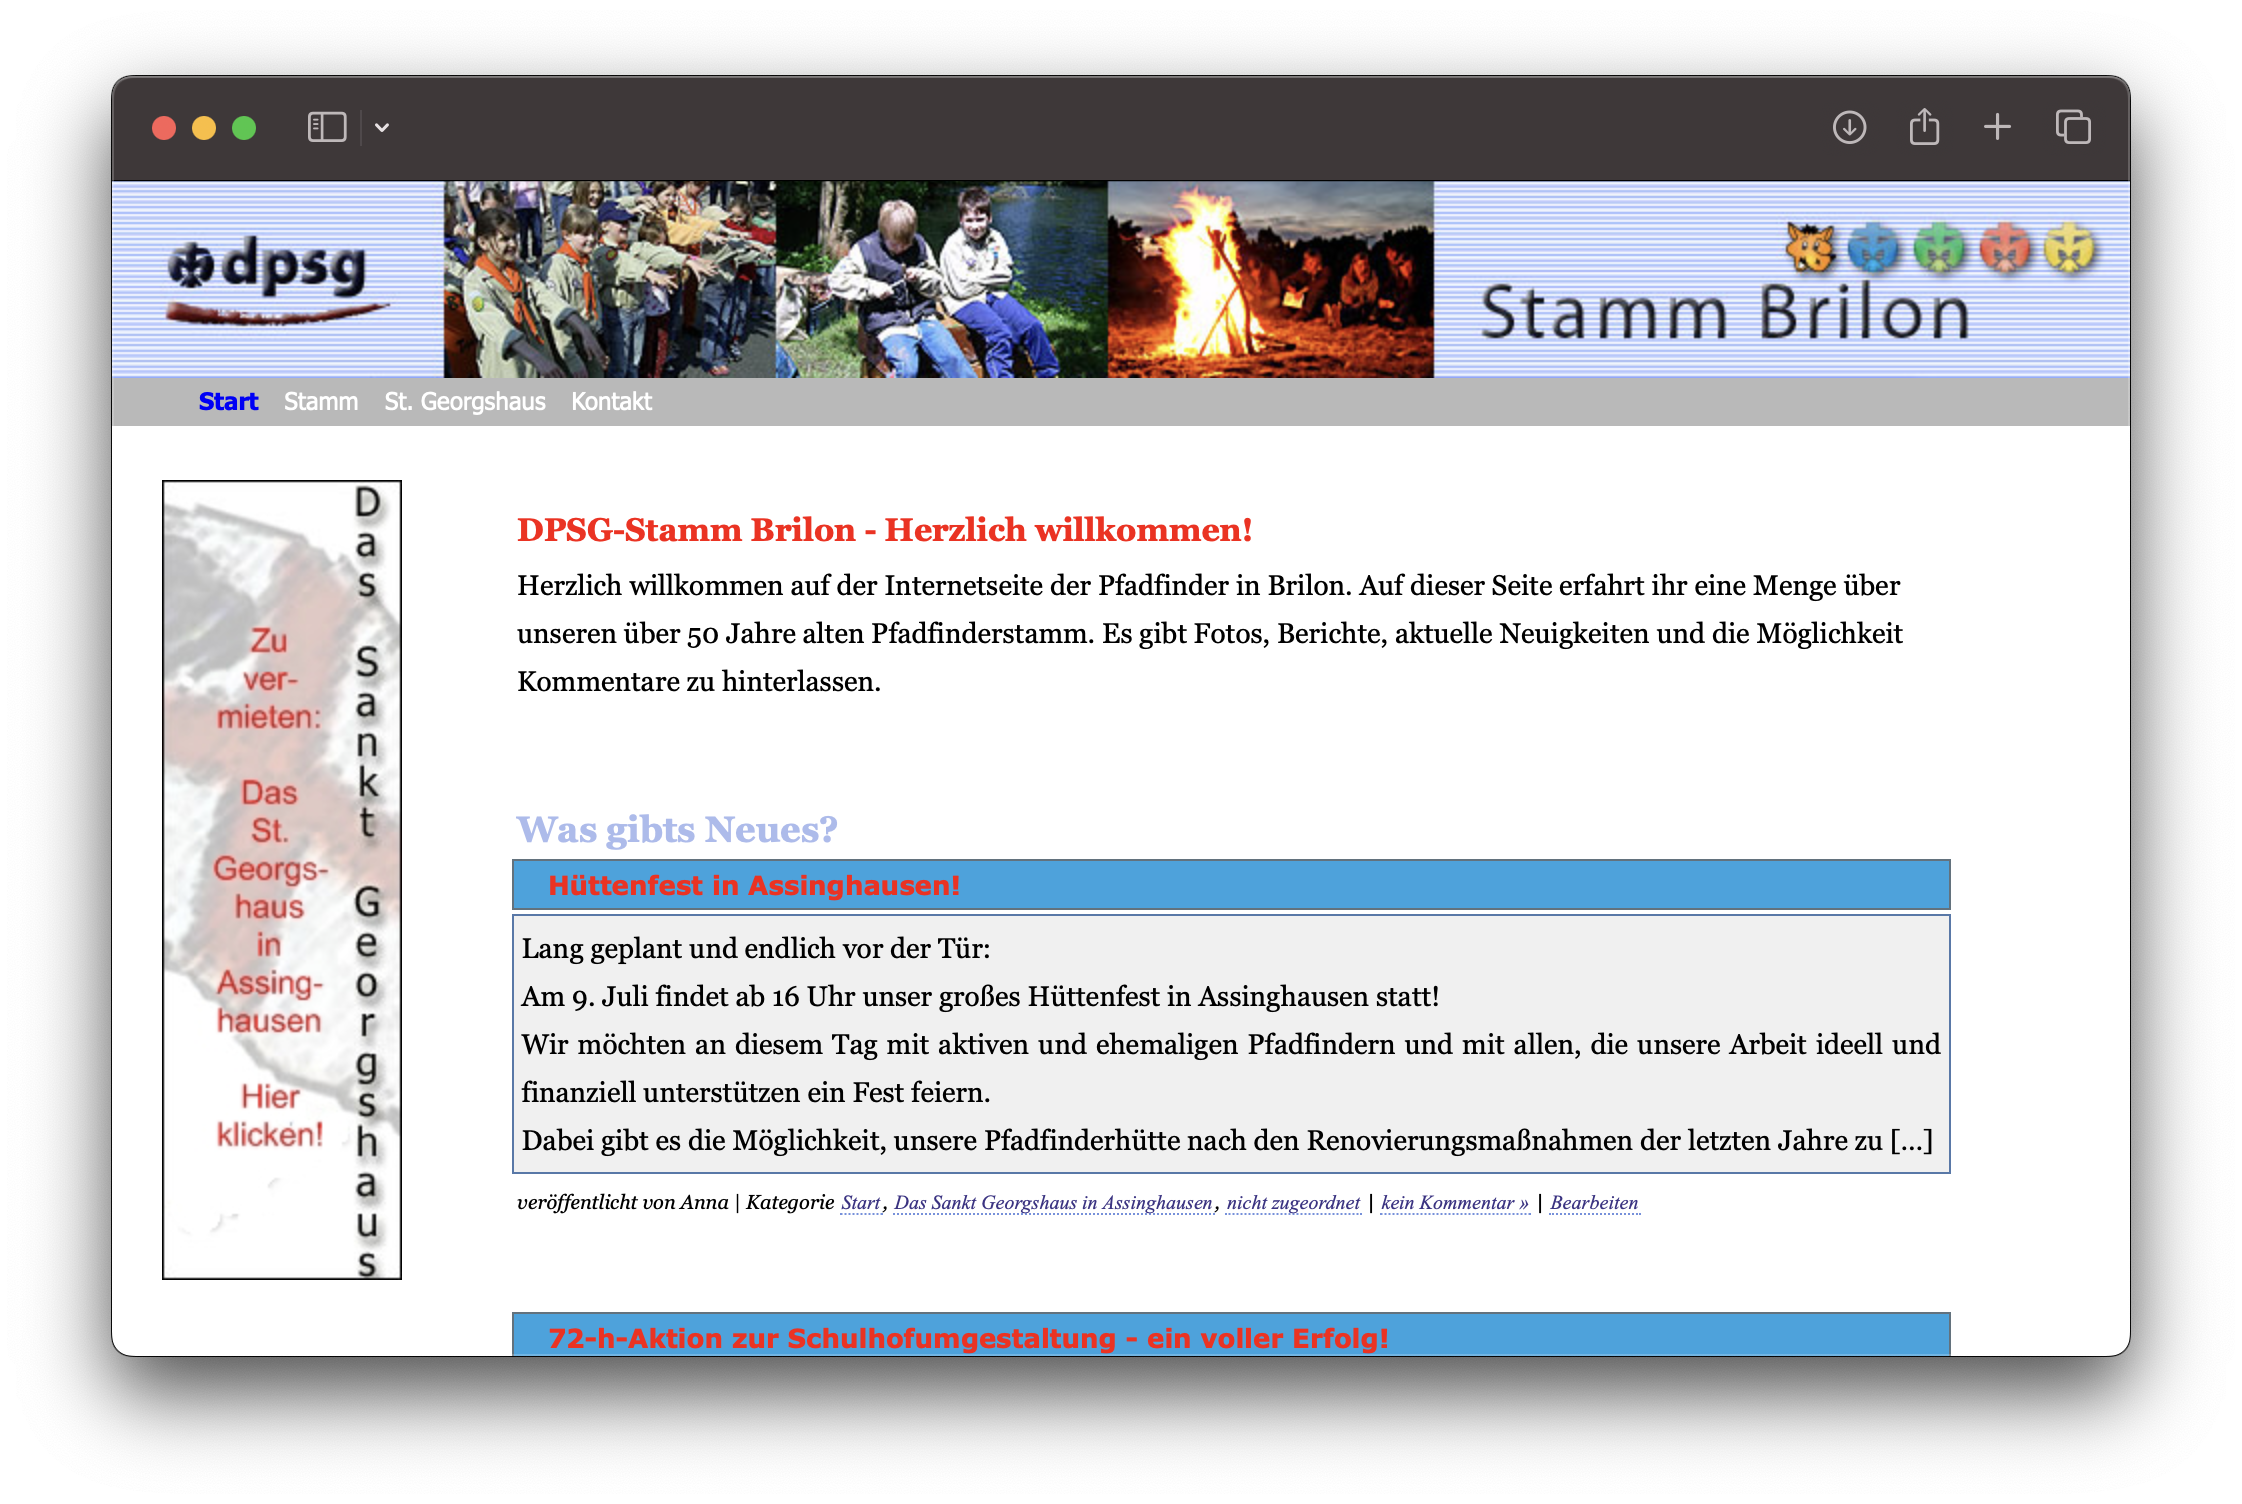 dpsg
Stamm Brilon
Start Stamm St. Georgshaus Kontakt
Das Sankt Georgshaus
Zu
ver-
mieten:
Das
St.
Georgs-
haus
in
Assing-
hausen
Hier
klicken!
DPSG-Stamm Brilon - Herzlich willkommen!
Herzlich willkommen auf der Internetseite der Pfadfinder in Brilon. Auf dieser Seite erfahrt ihr eine Menge über
unseren über 50 Jahre alten Pfadfinderstamm. Es gibt Fotos, Berichte, aktuelle Neuigkeiten und die Möglichkeit
Kommentare zu hinterlassen.
Was gibts Neues?
Hüttenfest in Assinghausen!
Lang geplant und endlich vor der Tür:
Am 9. Juli findet ab 16 Uhr unser großes Hüttenfest in Assinghausen statt!
Wir möchten an diesem Tag mit aktiven und ehemaligen Pfadfindern und mit allen, die unsere Arbeit ideell und
finanziell unterstützen ein Fest feiern.
Dabei gibt es die Möglichkeit, unsere Pfadfinderhütte nach den Renovierungsmaßnahmen der letzten Jahre zu [...]
veröffentlicht von Anna | Kategorie Start, Das Sankt Georgshaus in Assinghausen, nicht zugeordnet | kein Kommentar » | Bearbeiten
72-h-Aktion zur Schulhofumgestaltung - ein voller Erfolg!